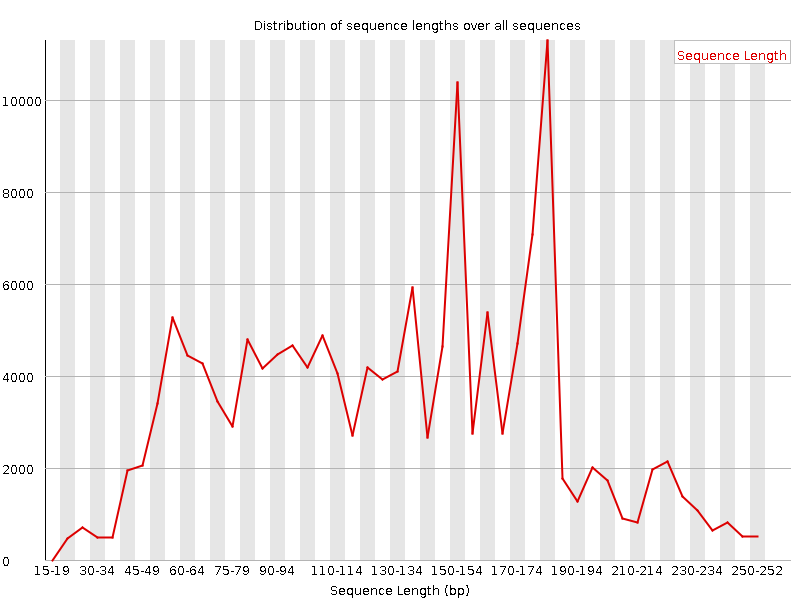 Distribution of sequence lengths over all sequences
Sequence Length
10000
8000
6000
4000
2000
0
15-19 30-34 45-49 60-64 75-79 90-94 110-114 130-134 150-154 170-174 190-194 210-214 230-234 250-252
Sequence Length (bp)